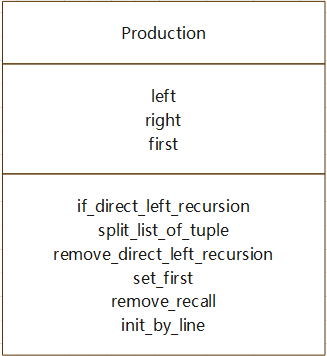 Production
left
right
first
if_direct_left_recursion
split_list_of_tuple
remove_direct_left_recursion
set_first
remove_recall
init_by_line